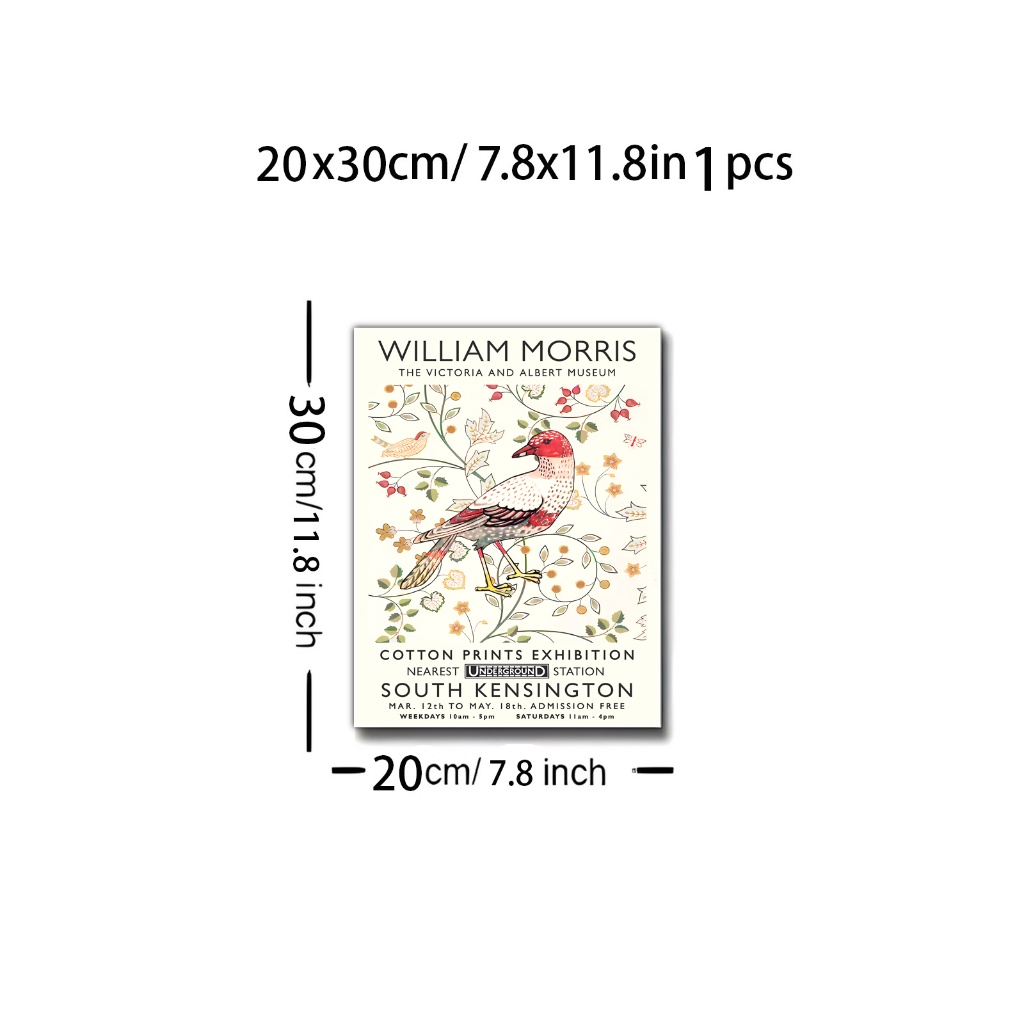 20x30cm/ 7.8x11.8in 1 pcs
30 cm/11.8 inch
WILLIAM MORRIS
THE VICTORIA AND ALBERT MUSEUM
COTTON PRINTS EXHIBITION
NEAREST UNDERGROUND STATION
SOUTH KENSINGTON
MAR. 12th TO MAY. 18th. ADMISSION FREE
WEEKDAYS 10am - 5pm SATURDAYS 11am - 4pm
20cm/ 7.8 inch